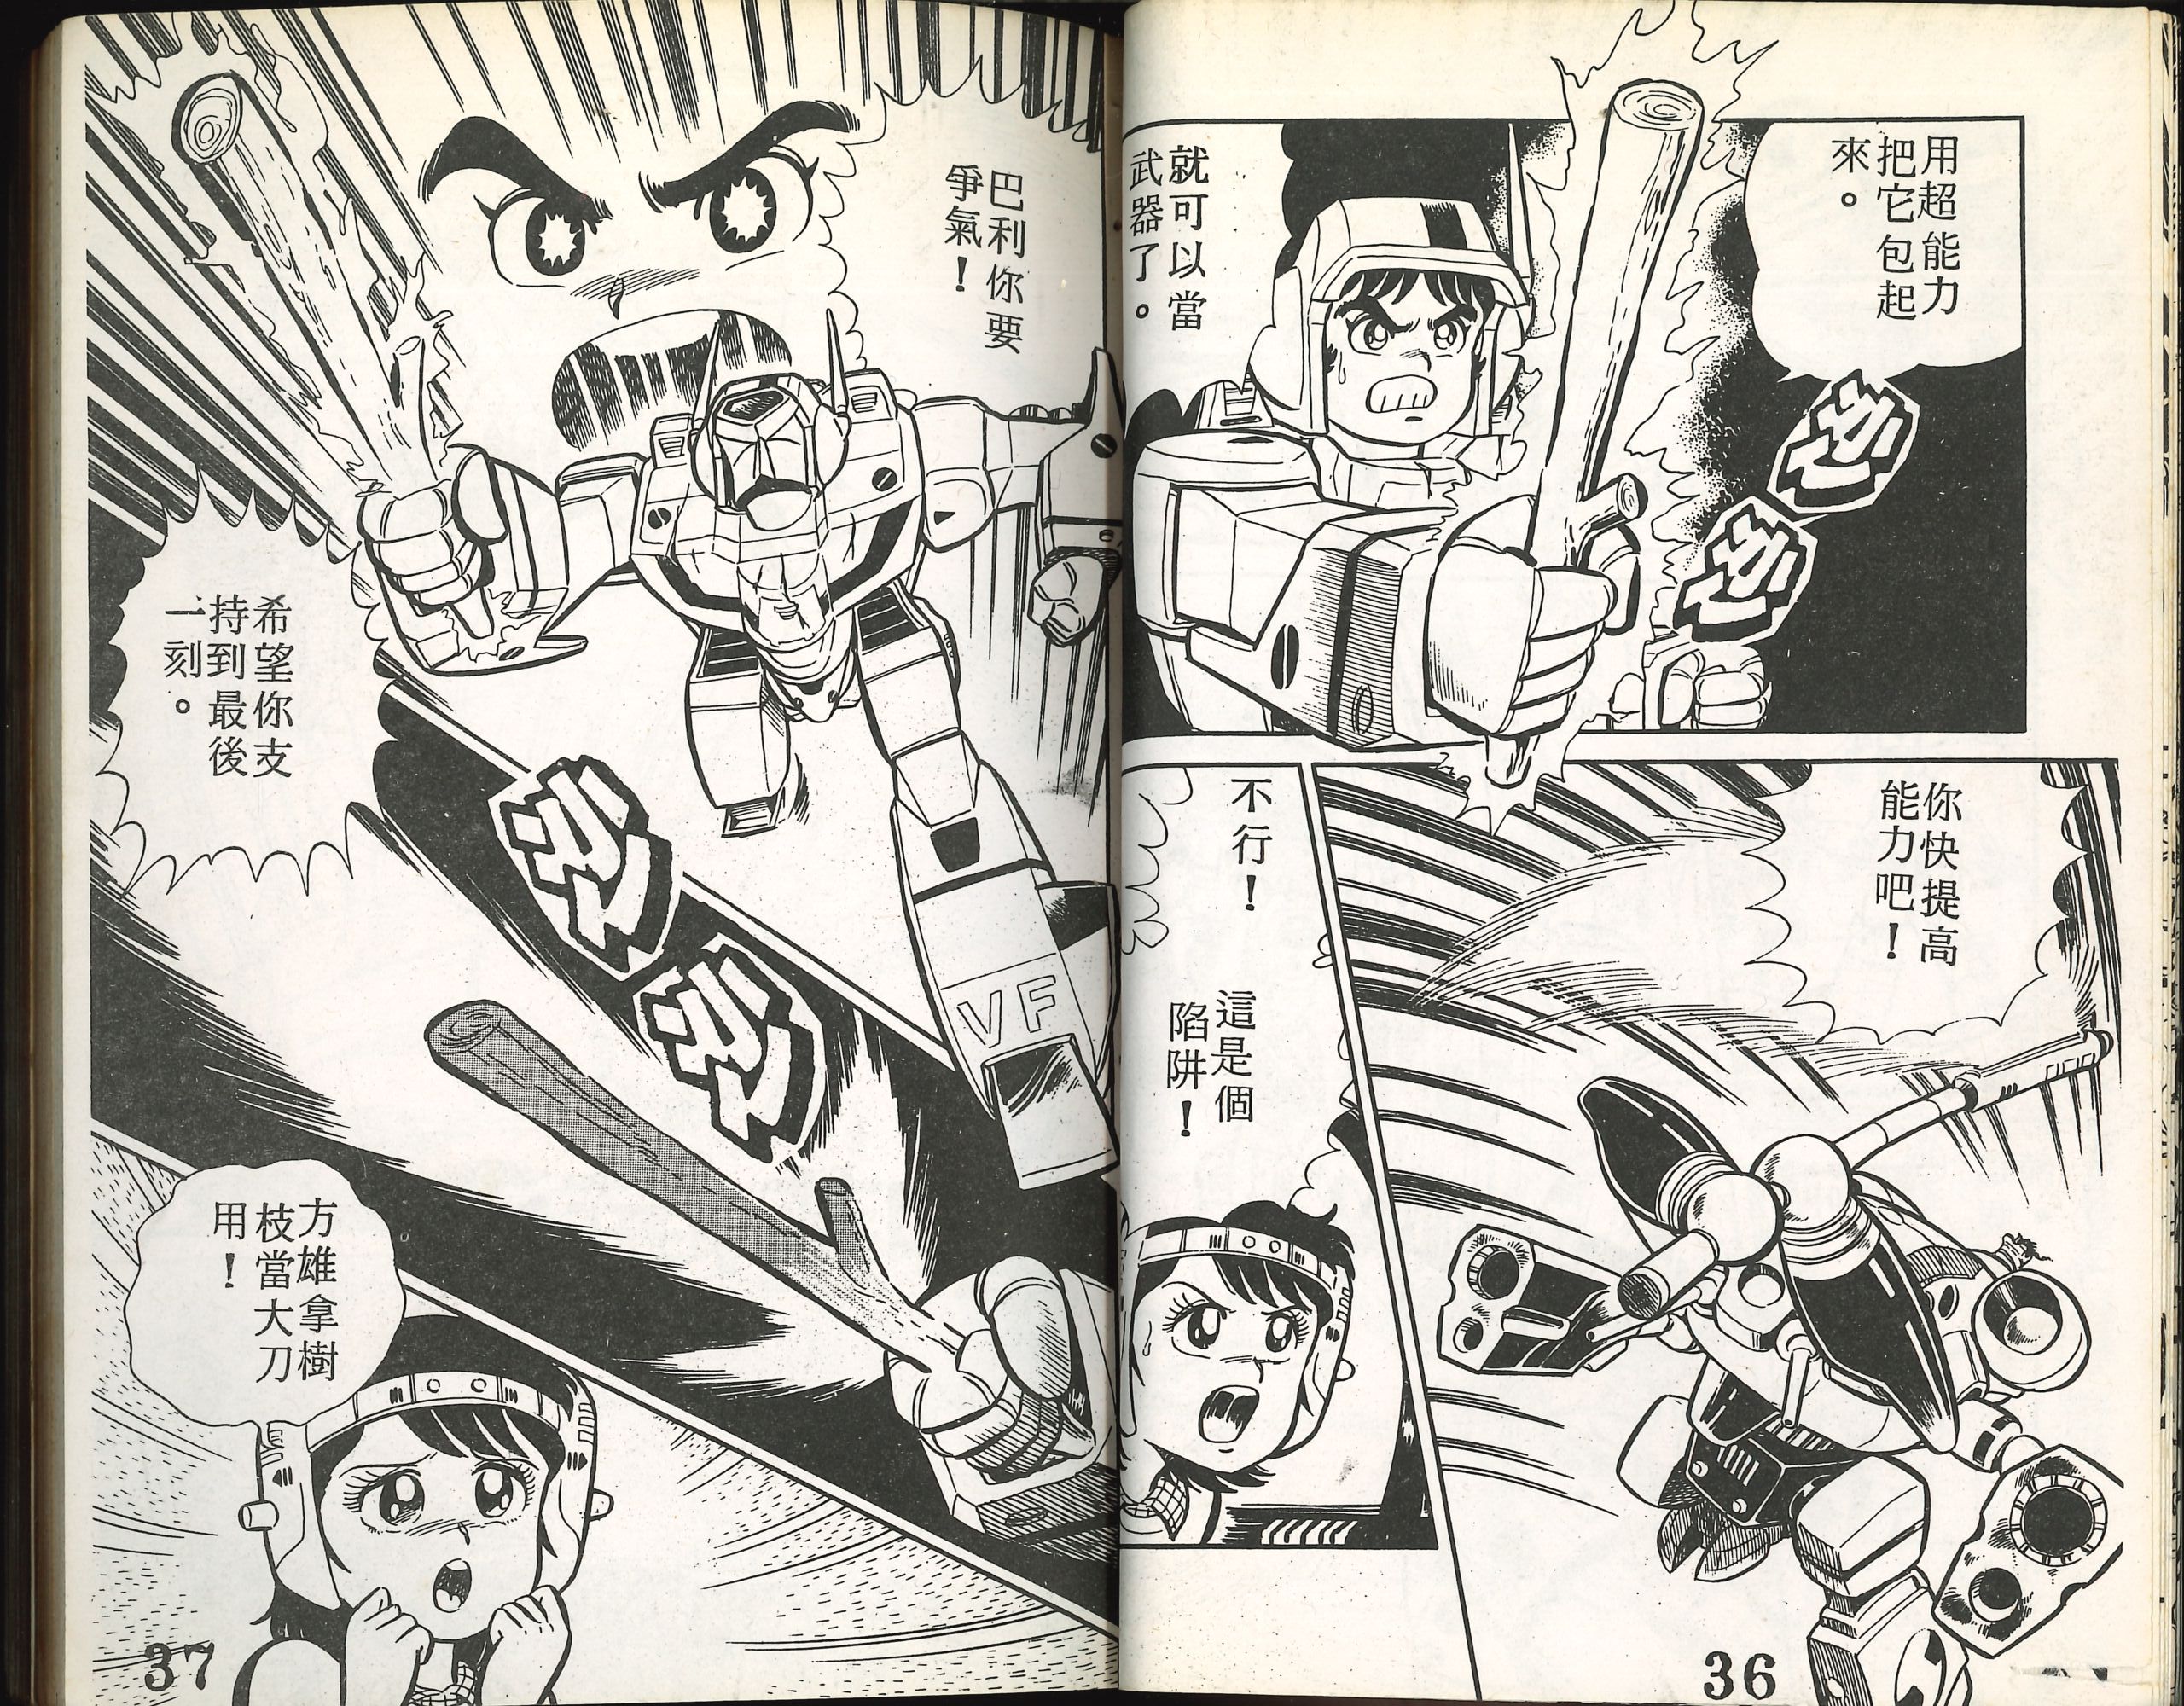 用超能力
把它包起
來。
就可以當
武器了。
你快提高
能力吧！
不行！
這是個
陷阱！
36
巴利你要
爭氣！
希望你支
持到最後
一刻。
VF
方雄拿樹
枝當大刀
用！
37